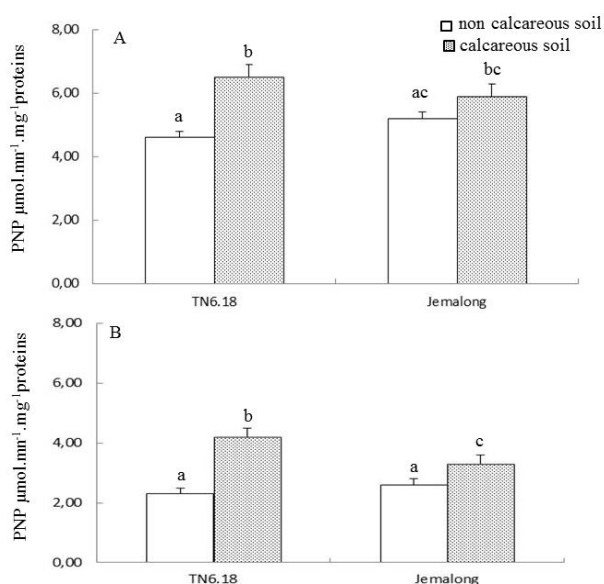 non calcareous soil
calcareous soil
A
PNP µmol.mn⁻¹.mg⁻¹proteins
8,00
6,00
4,00
2,00
0,00
a
b
ac
bc
TN6.18
Jemalong
B
PNP µmol.mn⁻¹.mg⁻¹proteins
8,00
6,00
4,00
2,00
0,00
a
b
a
c
TN6.18
Jemalong